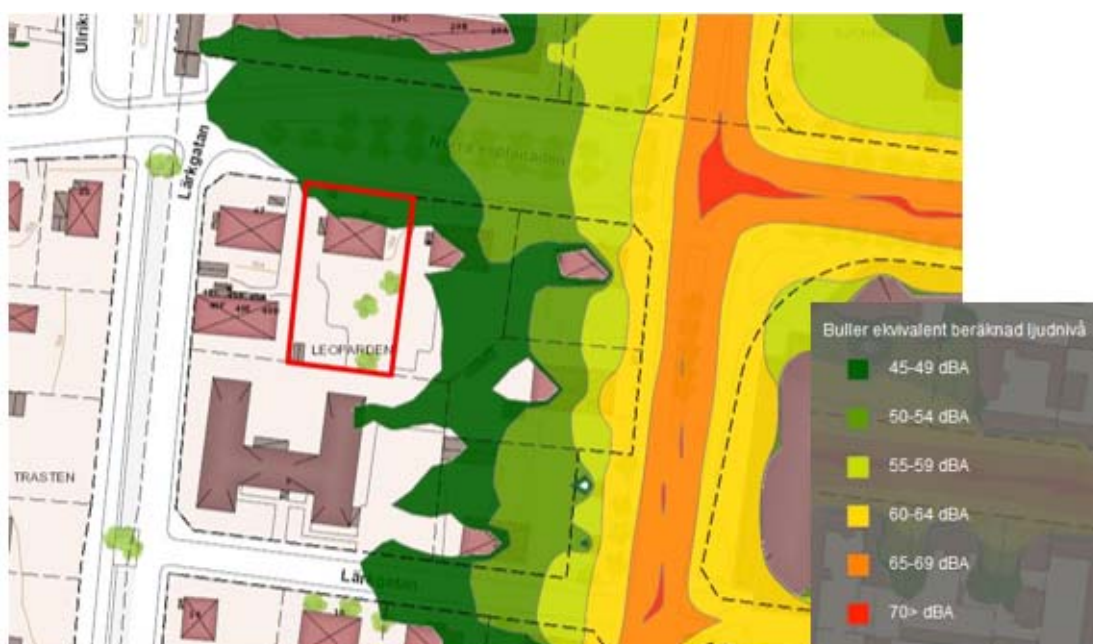 Ulriks
Lärkgatan
Norra esplanaden
LEOPARDEN
TRASTEN
Lärkgatan
Buller ekvivalent beräknad ljudnivå
45-49 dBA
50-54 dBA
55-59 dBA
60-64 dBA
65-69 dBA
70> dBA